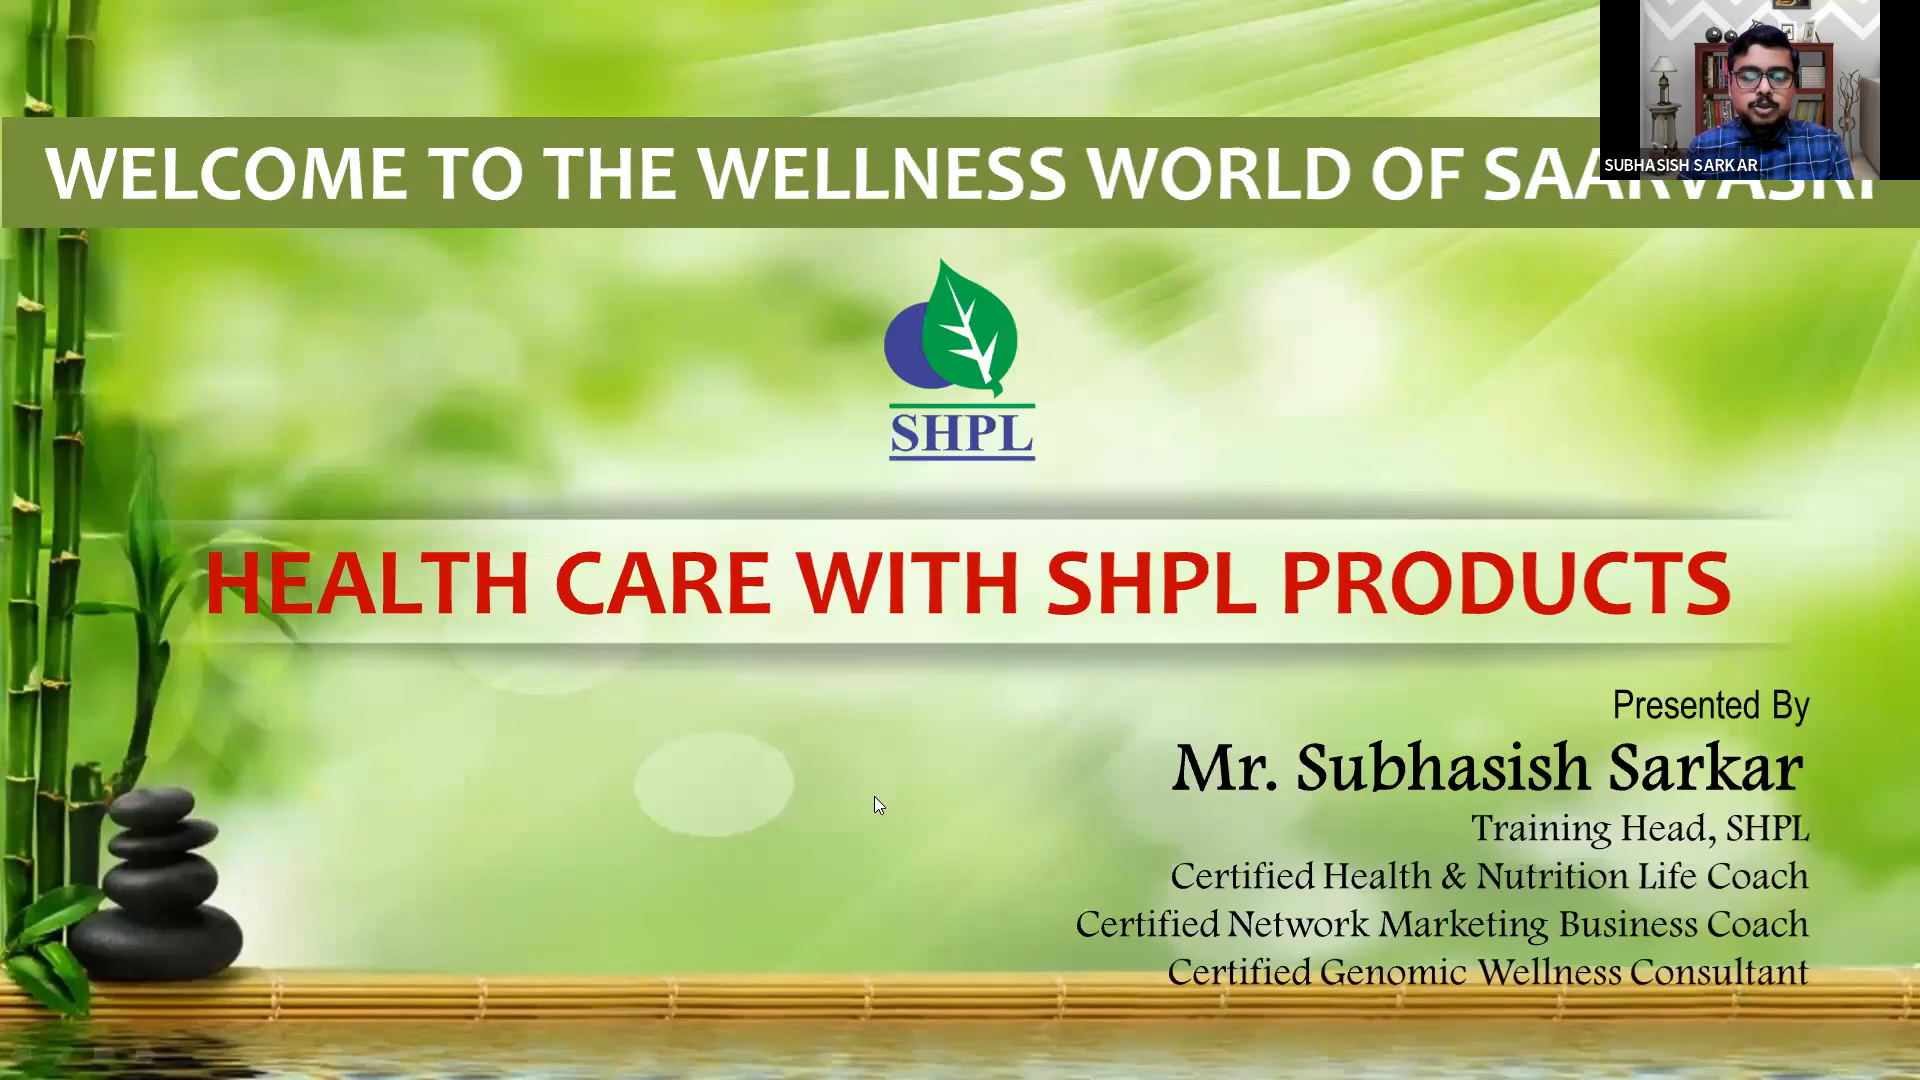 WELCOME TO THE WELLNESS WORLD OF SAARVASRI
SUBHASISH SARKAR
SHPL
HEALTH CARE WITH SHPL PRODUCTS
Presented By
Mr. Subhasish Sarkar
Training Head, SHPL
Certified Health & Nutrition Life Coach
Certified Network Marketing Business Coach
Certified Genomic Wellness Consultant